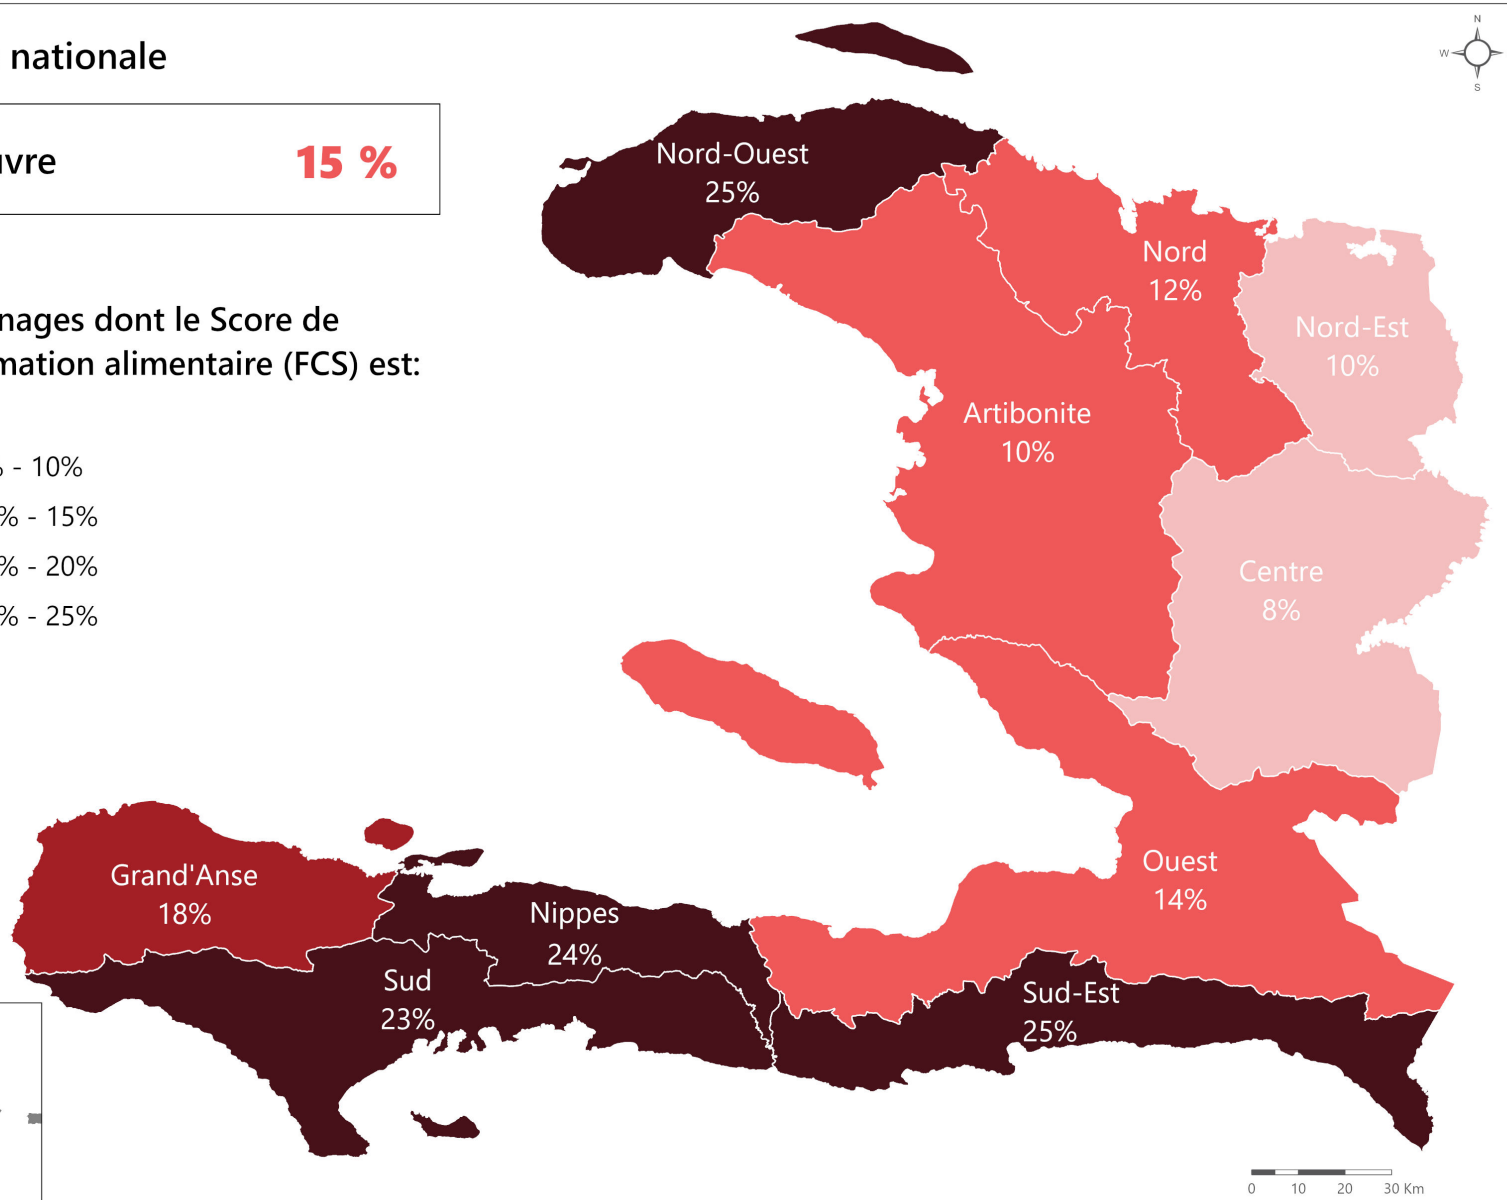 nationale
15 %
nages dont le Score de
mation alimentaire (FCS) est:
% - 10%
% - 15%
% - 20%
% - 25%
N
W
S
Nord-Ouest
25%
Nord
12%
Nord-Est
10%
Artibonite
10%
Centre
8%
Ouest
14%
Grand'Anse
18%
Nippes
24%
Sud
23%
Sud-Est
25%
0 10 20 30 Km